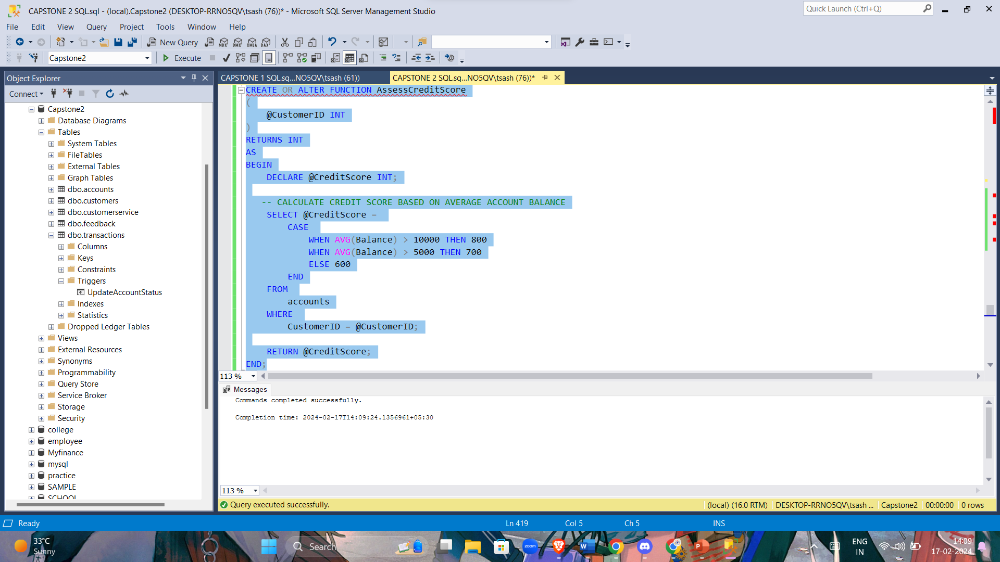 CAPSTONE 2 SQL.sql - (local).Capstone2 (DESKTOP-RRNO5QV\tsash (76))* - Microsoft SQL Server Management Studio
Quick Launch (Ctrl+Q)
File Edit View Query Project Tools Window Help
New Query MDX DMX XMLA DAX
Capstone2 Execute
Object Explorer
Connect
Capstone2
Database Diagrams
Tables
System Tables
FileTables
External Tables
Graph Tables
dbo.accounts
dbo.customers
dbo.customerservice
dbo.feedback
dbo.transactions
Columns
Keys
Constraints
Triggers
UpdateAccountStatus
Indexes
Statistics
Dropped Ledger Tables
Views
External Resources
Synonyms
Programmability
Query Store
Service Broker
Storage
Security
college
employee
Myfinance
mysql
practice
SAMPLE
SCHOOL
CAPSTONE 1 SQL.sq...NO5QV\tsash (61))
CAPSTONE 2 SQL.sq...NO5QV\tsash (76))*
CREATE OR ALTER FUNCTION AssessCreditScore
(
@CustomerID INT
)
RETURNS INT
AS
BEGIN
DECLARE @CreditScore INT;
-- CALCULATE CREDIT SCORE BASED ON AVERAGE ACCOUNT BALANCE
SELECT @CreditScore =
CASE
WHEN AVG(Balance) > 10000 THEN 800
WHEN AVG(Balance) > 5000 THEN 700
ELSE 600
END
FROM
accounts
WHERE
CustomerID = @CustomerID;
RETURN @CreditScore;
END;
113 %
Messages
Commands completed successfully.
Completion time: 2024-02-17T14:09:24.1356961+05:30
113 %
Query executed successfully.
(local) (16.0 RTM) DESKTOP-RRNO5QV\tsash ... Capstone2 00:00:00 0 rows
Ready Ln 419 Col 5 Ch 5 INS
33°C
Sunny
Search
zoom
ENG
IN
14:09
17-02-2024